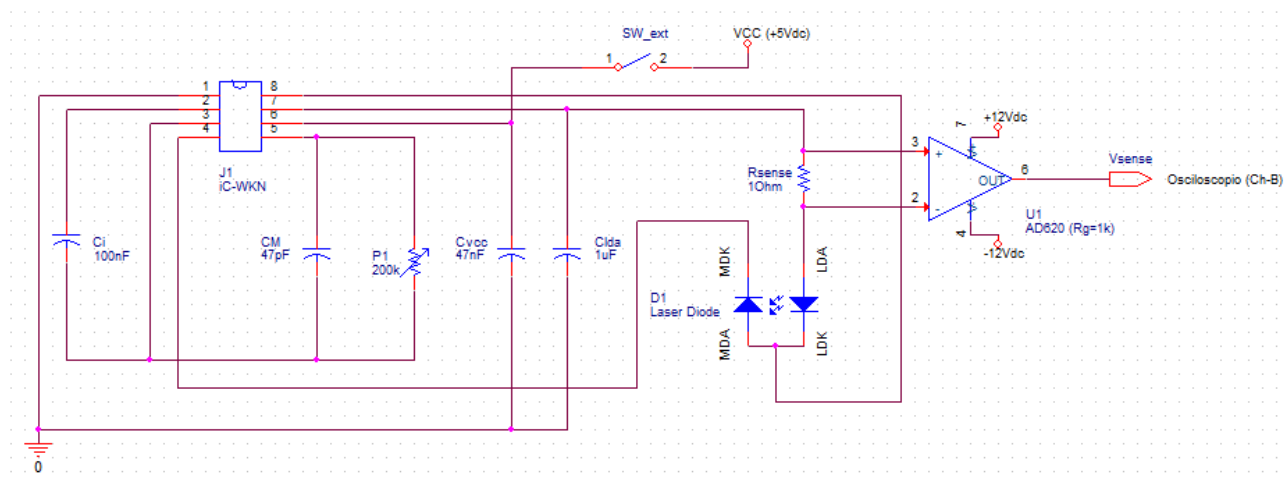 SW_ext
1
2
VCC (+5Vdc)
1
2
3
4
8
7
6
5
J1
iC-WKN
Ci
100nF
CM
47pF
P1
200k
Cvcc
47nF
Clda
1uF
Rsense
1Ohm
MDK
LDA
D1
Laser Diode
MDA
LDK
3
2
+
-
7
+12Vdc
V+
OUT
6
V-
4
-12Vdc
U1
AD620 (Rg=1k)
Vsense
Osciloscopio (Ch-B)
0